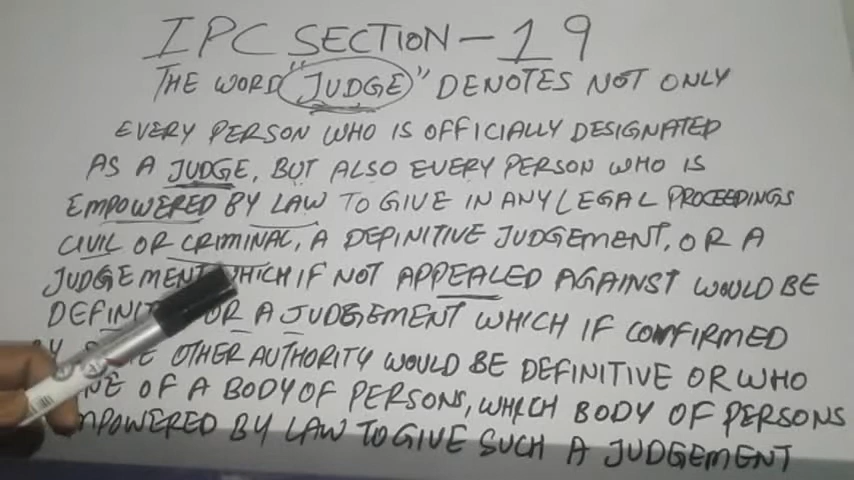 IPC SECTION - 19
THE WORD "JUDGE" DENOTES NOT ONLY
EVERY PERSON WHO IS OFFICIALLY DESIGNATED
AS A JUDGE, BUT ALSO EVERY PERSON WHO IS
EMPOWERED BY LAW TO GIVE IN ANY LEGAL PROCEEDINGS
CIVIL OR CRIMINAL, A DEFINITIVE JUDGEMENT, OR A
JUDGEMENT WHICH IF NOT APPEALED AGAINST WOULD BE
OR A JUDGEMENT WHICH IF CONFIRMED
OTHER AUTHORITY WOULD BE DEFINITIVE OR WHO
OF A BODY OF PERSONS, WHICH BODY OF PERSONS
EMPOWERED BY LAW TO GIVE SUCH A JUDGEMENT